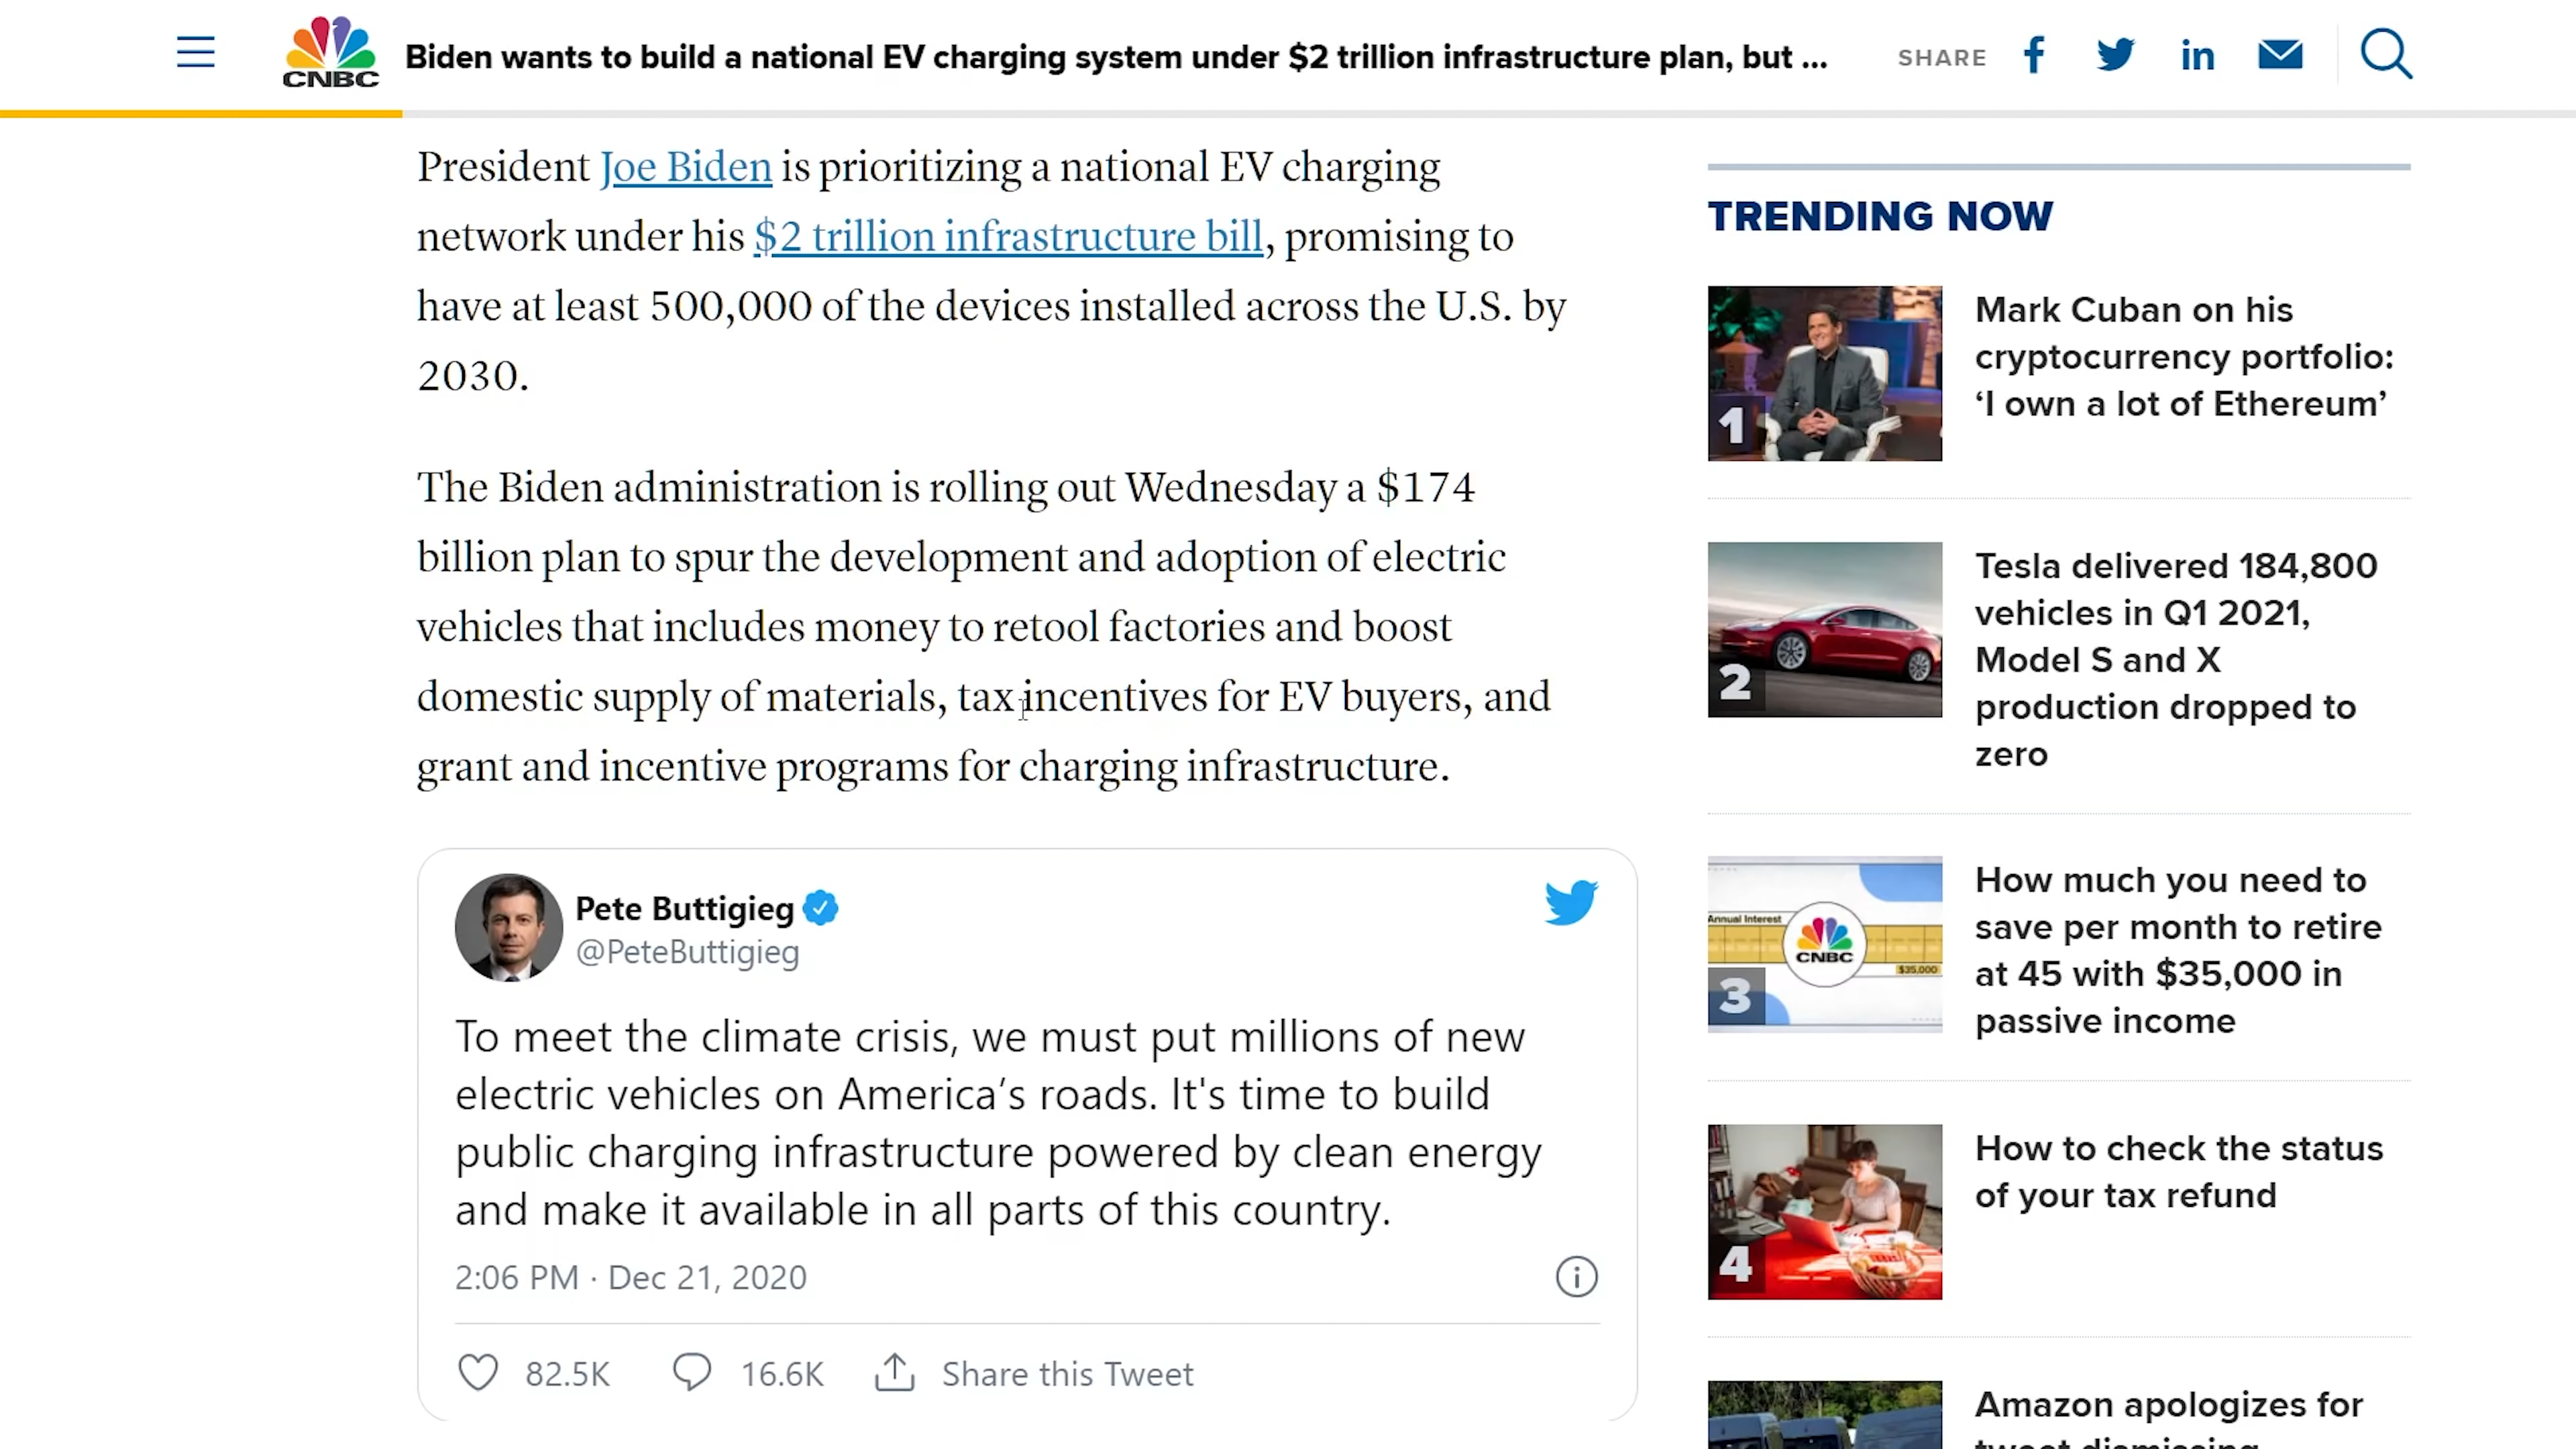 CNBC
Biden wants to build a national EV charging system under $2 trillion infrastructure plan, but ...
SHARE
President Joe Biden is prioritizing a national EV charging
network under his $2 trillion infrastructure bill, promising to
have at least 500,000 of the devices installed across the U.S. by
2030.
The Biden administration is rolling out Wednesday a $174
billion plan to spur the development and adoption of electric
vehicles that includes money to retool factories and boost
domestic supply of materials, tax incentives for EV buyers, and
grant and incentive programs for charging infrastructure.
Pete Buttigieg
@PeteButtigieg
To meet the climate crisis, we must put millions of new
electric vehicles on America’s roads. It's time to build
public charging infrastructure powered by clean energy
and make it available in all parts of this country.
2:06 PM · Dec 21, 2020
82.5K 16.6K Share this Tweet
TRENDING NOW
1
Mark Cuban on his
cryptocurrency portfolio:
‘I own a lot of Ethereum’
2
Tesla delivered 184,800
vehicles in Q1 2021,
Model S and X
production dropped to
zero
Annual Interest
CNBC
$35,000
3
How much you need to
save per month to retire
at 45 with $35,000 in
passive income
4
How to check the status
of your tax refund
Amazon apologizes for
tweet dismissing